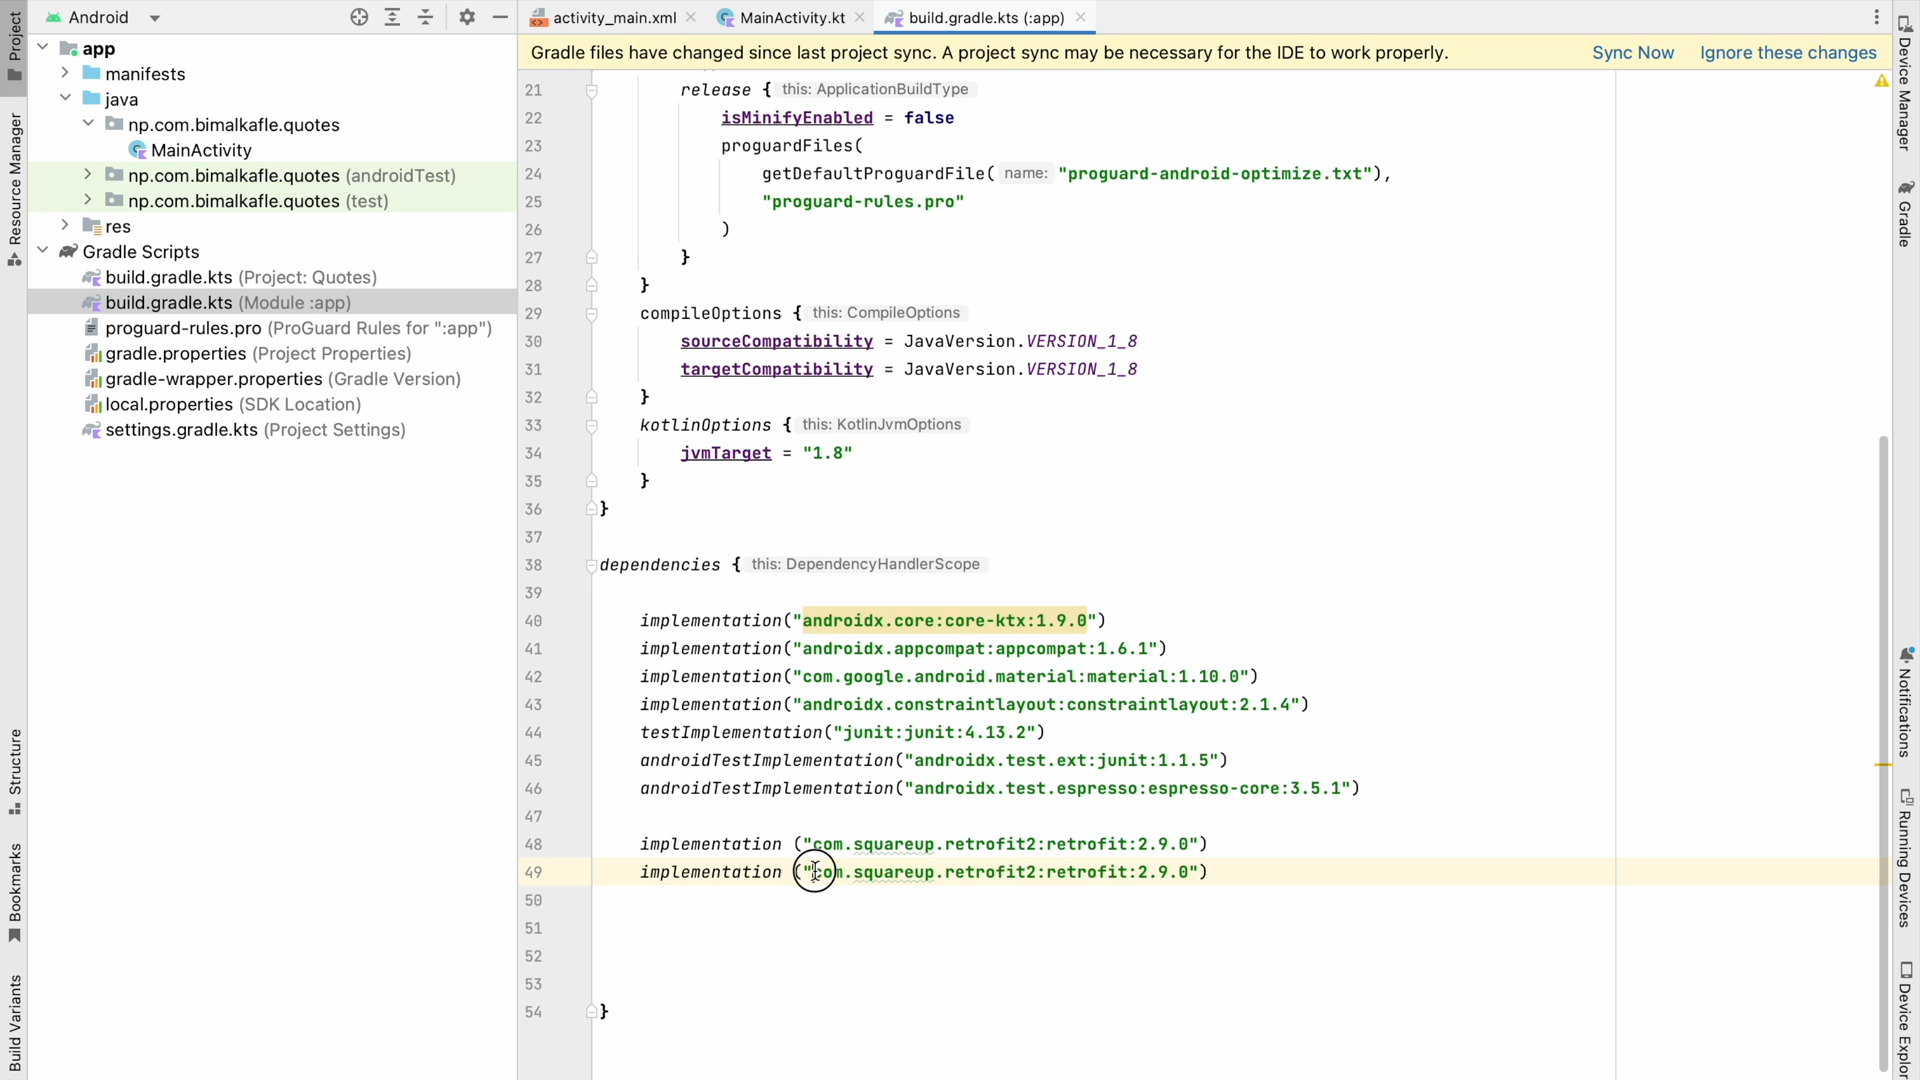 Android
activity_main.xml
MainActivity.kt
build.gradle.kts (:app)
Gradle files have changed since last project sync. A project sync may be necessary for the IDE to work properly.
Sync Now
Ignore these changes
Project
Resource Manager
Structure
Bookmarks
Build Variants
app
manifests
java
np.com.bimalkafle.quotes
MainActivity
np.com.bimalkafle.quotes (androidTest)
np.com.bimalkafle.quotes (test)
res
Gradle Scripts
build.gradle.kts (Project: Quotes)
build.gradle.kts (Module :app)
proguard-rules.pro (ProGuard Rules for ":app")
gradle.properties (Project Properties)
gradle-wrapper.properties (Gradle Version)
local.properties (SDK Location)
settings.gradle.kts (Project Settings)
21 release { this: ApplicationBuildType
22 isMinifyEnabled = false
23 proguardFiles(
24 getDefaultProguardFile( name: "proguard-android-optimize.txt"),
25 "proguard-rules.pro"
26 )
27 }
28 }
29 compileOptions { this: CompileOptions
30 sourceCompatibility = JavaVersion.VERSION_1_8
31 targetCompatibility = JavaVersion.VERSION_1_8
32 }
33 kotlinOptions { this: KotlinJvmOptions
34 jvmTarget = "1.8"
35 }
36 }
37
38 dependencies { this: DependencyHandlerScope
39
40 implementation("androidx.core:core-ktx:1.9.0")
41 implementation("androidx.appcompat:appcompat:1.6.1")
42 implementation("com.google.android.material:material:1.10.0")
43 implementation("androidx.constraintlayout:constraintlayout:2.1.4")
44 testImplementation("junit:junit:4.13.2")
45 androidTestImplementation("androidx.test.ext:junit:1.1.5")
46 androidTestImplementation("androidx.test.espresso:espresso-core:3.5.1")
47
48 implementation ("com.squareup.retrofit2:retrofit:2.9.0")
49 implementation ("com.squareup.retrofit2:retrofit:2.9.0")
50
51
52
53
54 }
Device Manager
Gradle
Notifications
Running Devices
Device Explor